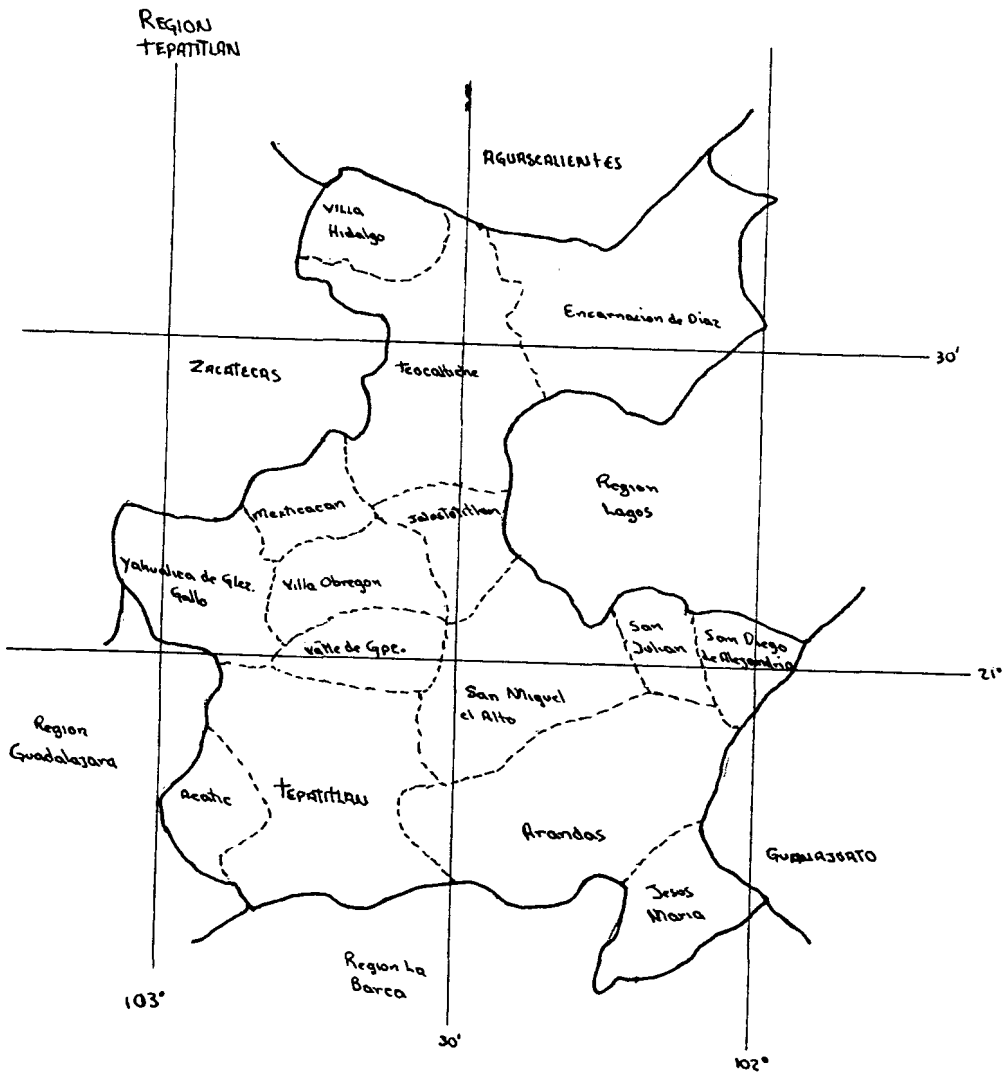 REGION
TEPATITLAN
AGUASCALIENTES
VILLA
Hidalgo
Encarnacion de Diaz
30'
ZACATECAS
Teocaltiche
Region
Lagos
Mexticacan
Jalostotitlan
Yahualica de Glez.
Gallo
Villa Obregon
Valle de Gpe.
San
Julian
San Diego
de Alejandria
21°
San Miguel
el Alto
Region
Guadalajara
Acatic
TEPATITLAN
Arandas
GUANAJUATO
Jesus
Maria
Region La
Barca
103°
30'
102°